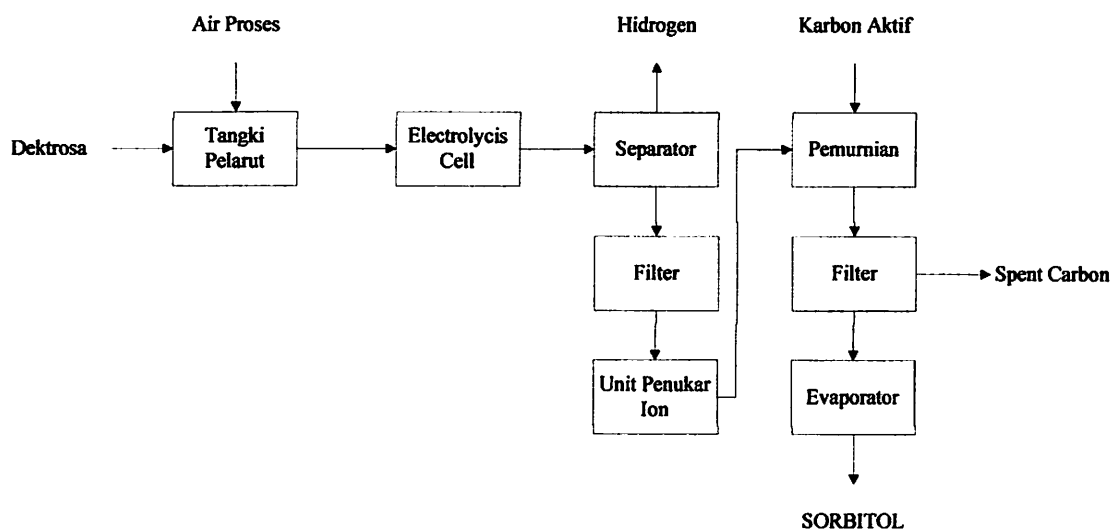 Air Proses
Hidrogen
Karbon Aktif
Dektrosa
Tangki
Pelarut
Electrolycis
Cell
Separator
Pemurnian
Filter
Filter
Spent Carbon
Unit Penukar
Ion
Evaporator
SORBITOL